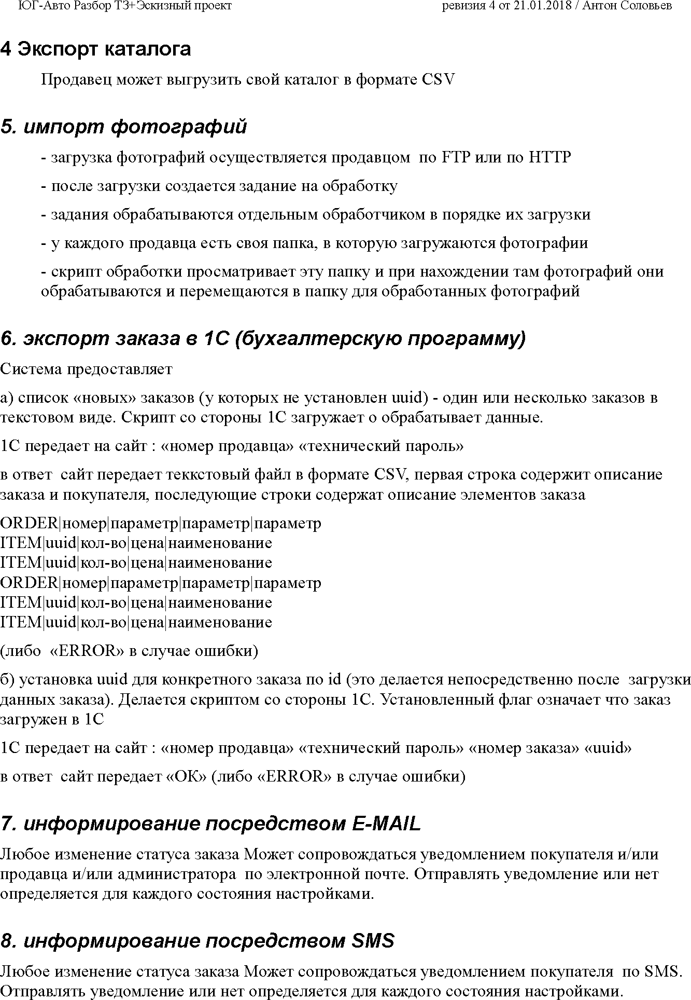 ЮГ-Авто Разбор ТЗ+Эскизный проект ревизия 4 от 21.01.2018 / Антон Соловьев
4 Экспорт каталога
Продавец может выгрузить свой каталог в формате CSV
5. импорт фотографий
- загрузка фотографий осуществляется продавцом  по FTP или по HTTP
- после загрузки создается задание на обработку
- задания обрабатываются отдельным обработчиком в порядке их загрузки
- у каждого продавца есть своя папка, в которую загружаются фотографии
- скрипт обработки просматривает эту папку и при нахождении там фотографий они
обрабатываются и перемещаются в папку для обработанных фотографий
6. экспорт заказа в 1С (бухгалтерскую программу)
Система предоставляет
а) список «новых» заказов (у которых не установлен uuid) - один или несколько заказов в
текстовом виде. Скрипт со стороны 1С загружает о обрабатывает данные.
1С передает на сайт : «номер продавца» «технический пароль»
в ответ  сайт передает теккстовый файл в формате CSV, первая строка содержит описание
заказа и покупателя, последующие строки содержат описание элементов заказа
ORDER|номер|параметр|параметр|параметр
ITEM|uuid|кол-во|цена|наименование
ITEM|uuid|кол-во|цена|наименование
ORDER|номер|параметр|параметр|параметр
ITEM|uuid|кол-во|цена|наименование
ITEM|uuid|кол-во|цена|наименование
(либо  «ERROR» в случае ошибки)
б) установка uuid для конкретного заказа по id (это делается непосредственно после  загрузки
данных заказа). Делается скриптом со стороны 1С. Установленный флаг означает что заказ
загружен в 1С
1С передает на сайт : «номер продавца» «технический пароль» «номер заказа» «uuid»
в ответ  сайт передает «ОК» (либо «ERROR» в случае ошибки)
7. информирование посредством E-MAIL
Любое изменение статуса заказа Может сопровождаться уведомлением покупателя и/или
продавца и/или администратора  по электронной почте. Отправлять уведомление или нет
определяется для каждого состояния настройками.
8. информирование посредством SMS
Любое изменение статуса заказа Может сопровождаться уведомлением покупателя  по SMS.
Отправлять уведомление или нет определяется для каждого состояния настройками.